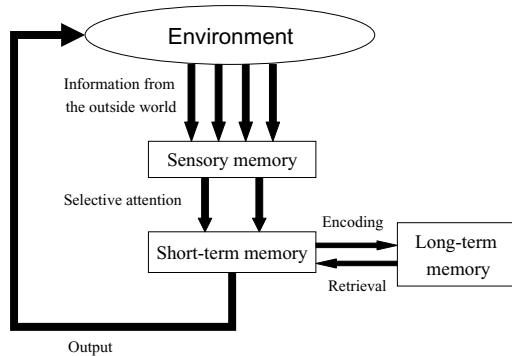 Environment
Information from
the outside world
Sensory memory
Selective attention
Encoding
Short-term memory
Long-term
memory
Retrieval
Output